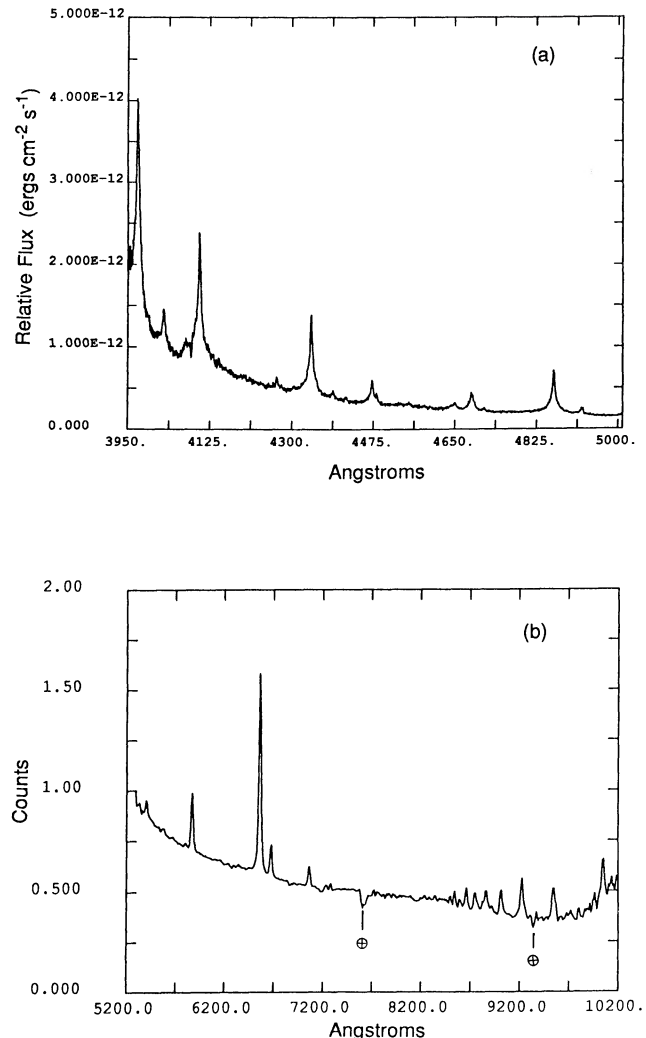 5.000E-12
(a)
4.000E-12
3.000E-12
2.000E-12
1.000E-12
0.000
Relative Flux (ergs cm-2 s-1)
3950. 4125. 4300. 4475. 4650. 4825. 5000.
Angstroms
2.00
(b)
1.50
1.00
0.500
0.000
Counts
⊕
⊕
5200.0 6200.0 7200.0 8200.0 9200.0 10200.
Angstroms